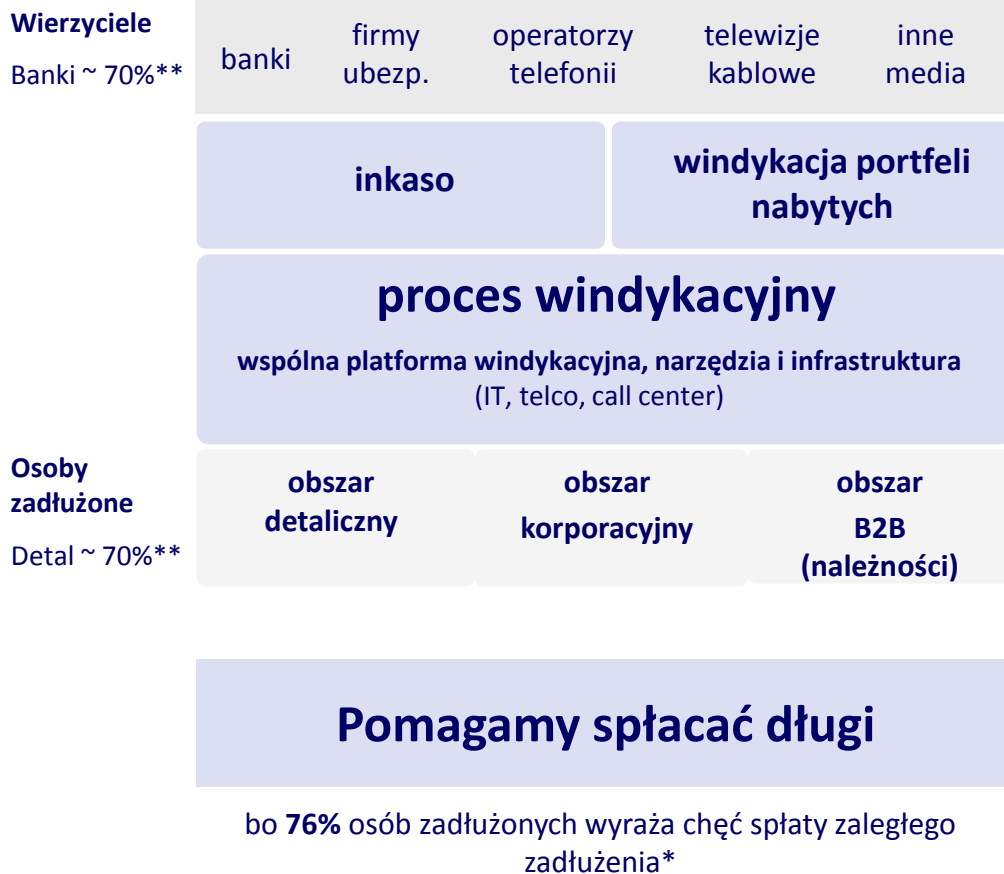 Wierzyciele
Banki ~ 70%**
banki
firmy
ubezp.
operatorzy
telefonii
telewizje
kablowe
inne
media
inkaso
windykacja portfeli
nabytych
proces windykacyjny
wspólna platforma windykacyjna, narzędzia i infrastruktura
(IT, telco, call center)
Osoby
zadłużone
Detal ~ 70%**
obszar
detaliczny
obszar
korporacyjny
obszar
B2B
(należności)
Pomagamy spłacać długi
bo 76% osób zadłużonych wyraża chęć spłaty zaległego
zadłużenia*